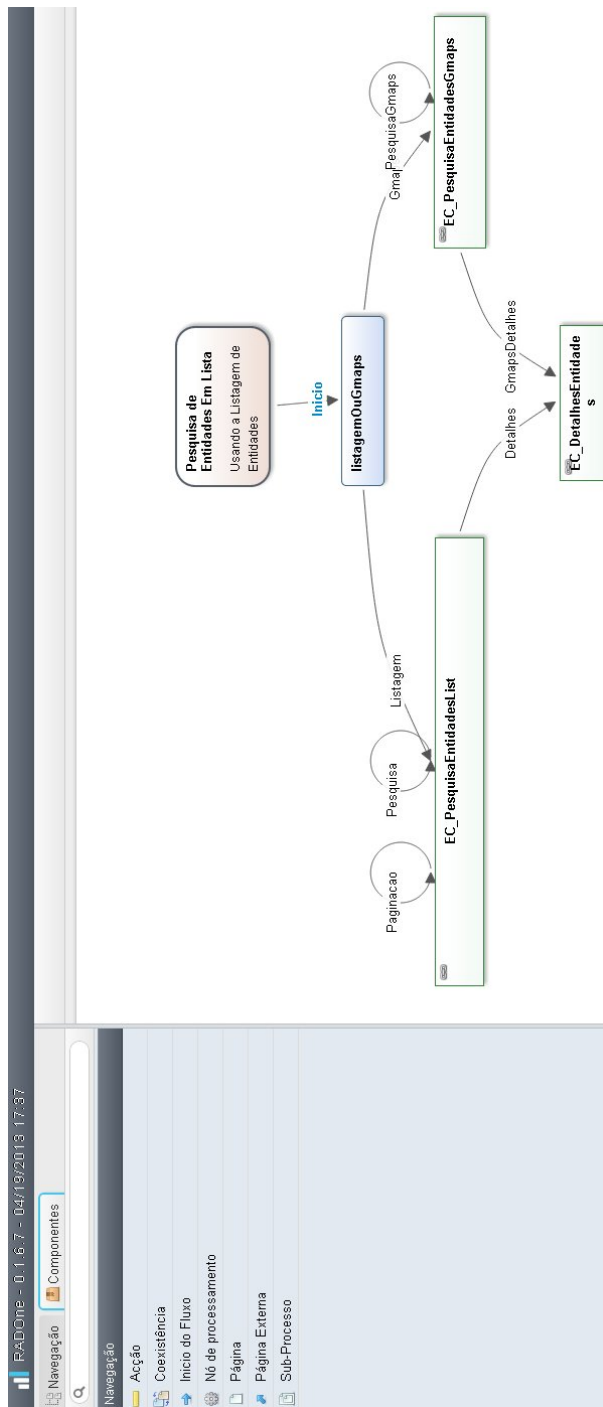 RADOne - 0.1.6.7 - 04/19/2013 17:37
Navegação
Componentes
Navegação
Acção
Coexistência
Inicio do Fluxo
Nó de processamento
Página
Página Externa
Sub-Processo
Pesquisa de
Entidades Em Lista
Usando a Listagem de
Entidades
Inicio
listagemOuGmaps
Listagem
Gmap
PesquisaGmaps
Paginacao
Pesquisa
EC_PesquisaEntidadesList
EC_PesquisaEntidadesGmaps
Detalhes
GmapsDetalhes
EC_DetalhesEntidade
s